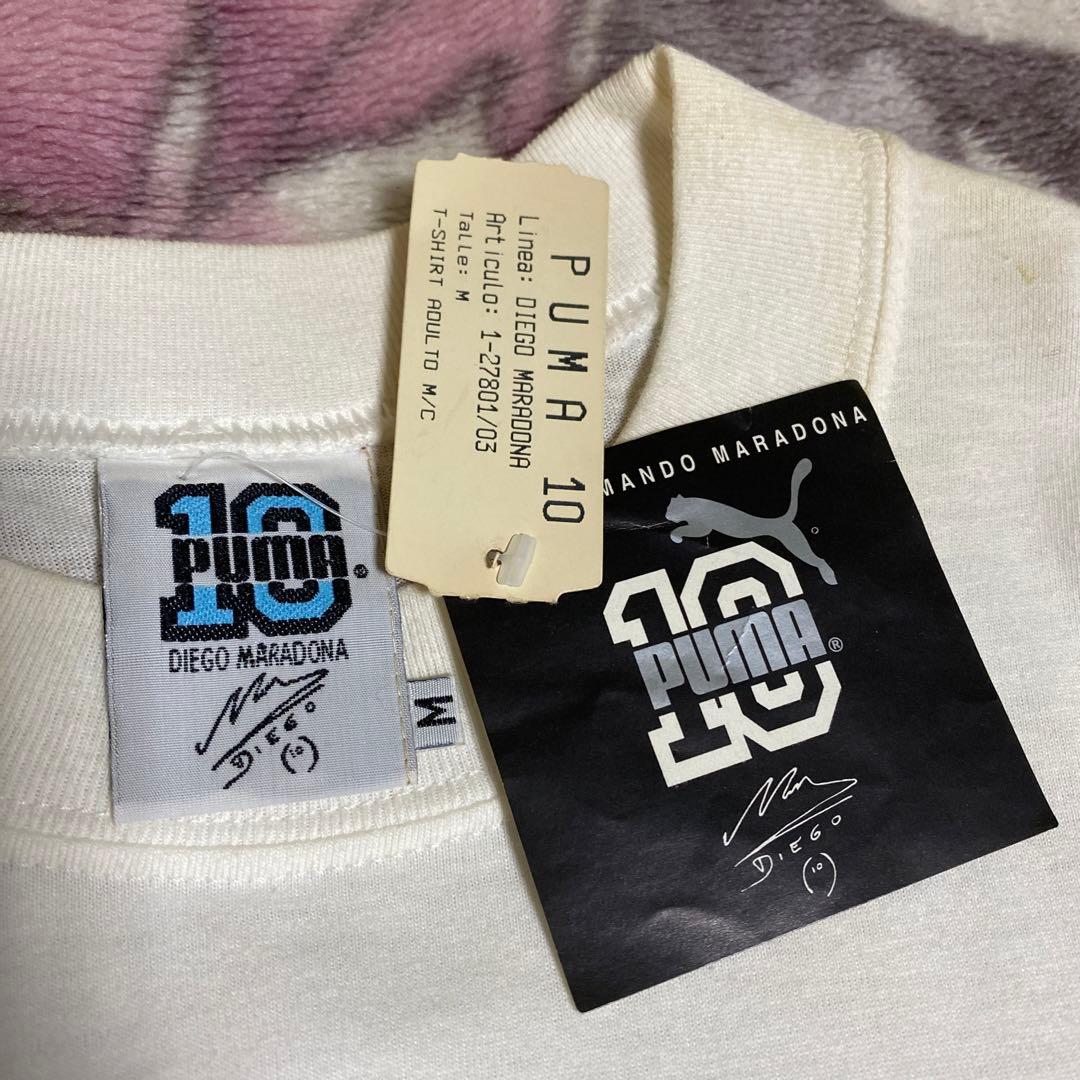 PUMA 10
Linea: DIEGO MARADONA
Articulo: 1-27801/03
Talle: M
T-SHIRT ADULTO M/C
10
PUMA
DIEGO MARADONA
DIEGO
(10)
M
MANDO MARADONA
10
PUMA®
DIEGO
(10)